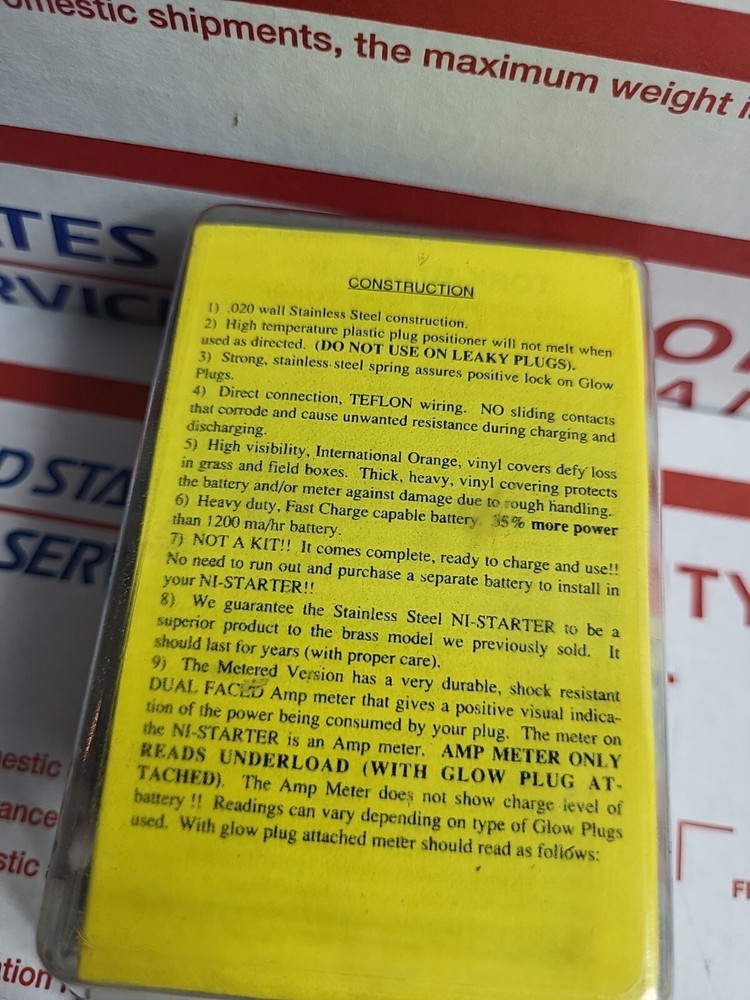 omestic shipments, the maximum weight i
TES
RVIC
CONSTRUCTION
1) .020 wall Stainless Steel construction.
2) High temperature plastic plug positioner will not melt when
used as directed. (DO NOT USE ON LEAKY PLUGS).
3) Strong, stainless steel spring assures positive lock on Glow
Plugs.
4) Direct connection, TEFLON wiring. NO sliding contacts
that corrode and cause unwanted resistance during charging and
discharging.
5) High visibility, International Orange, vinyl covers defy loss
in grass and field boxes. Thick, heavy, vinyl covering protects
the battery and/or meter against damage due to rough handling.
6) Heavy duty, Fast Charge capable battery 35% more power
than 1200 ma/hr battery.
7) NOT A KIT!! It comes complete, ready to charge and use!!
No need to run out and purchase a separate battery to install in
your NI-STARTER!!
8) We guarantee the Stainless Steel NI-STARTER to be a
superior product to the brass model we previously sold. It
should last for years (with proper care).
9) The Metered Version has a very durable, shock resistant
DUAL FACED Amp meter that gives a positive visual indica-
tion of the power being consumed by your plug. The meter on
the NI-STARTER is an Amp meter. AMP METER ONLY
READS UNDERLOAD (WITH GLOW PLUG AT-
TACHED). The Amp Meter does not show charge level of
battery !! Readings can vary depending on type of Glow Plugs
used. With glow plug attached meter should read as follows:
D STA
SER
TY
mestic
ance
stic
ation
F